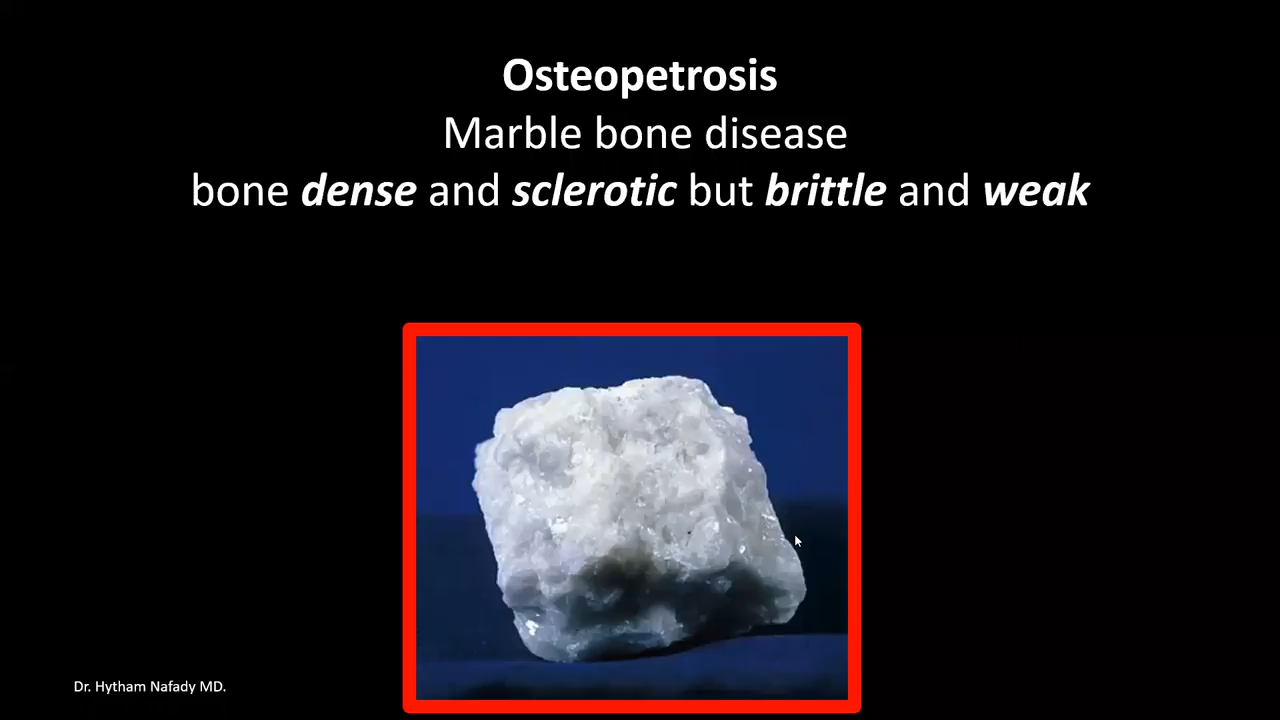 Osteopetrosis
Marble bone disease
bone dense and sclerotic but brittle and weak
Dr. Hytham Nafady MD.